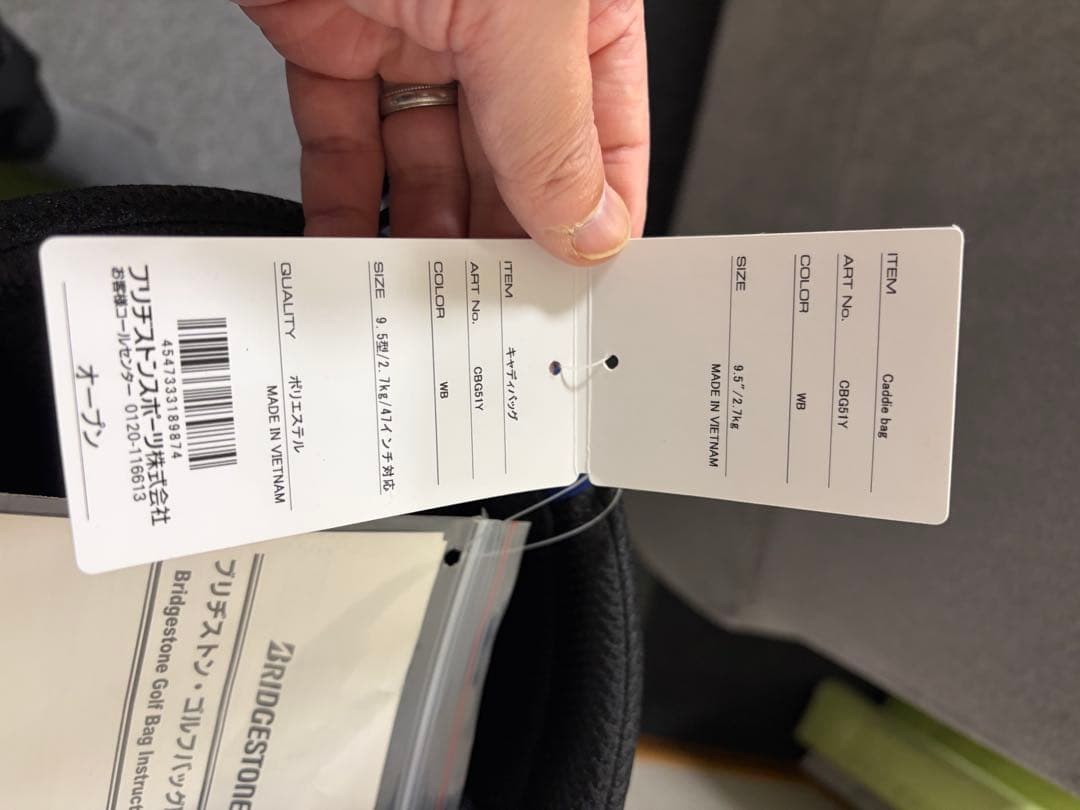 ITEM Caddie bag
ART No. CBG51Y
COLOR WB
SIZE 9.5"/2.7kg
MADE IN VIETNAM
ITEM キャディバッグ
ART No. CBG51Y
COLOR WB
SIZE 9.5型/2.7kg/47インチ対応
QUALITY ポリエステル
MADE IN VIETNAM
4547333189874
ブリヂストンスポーツ株式会社
お客様コールセンター 0120-116613
オープン
BRIDGESTONE
ブリヂストン・ゴルフバッグ
Bridgestone Golf Bag Instruct